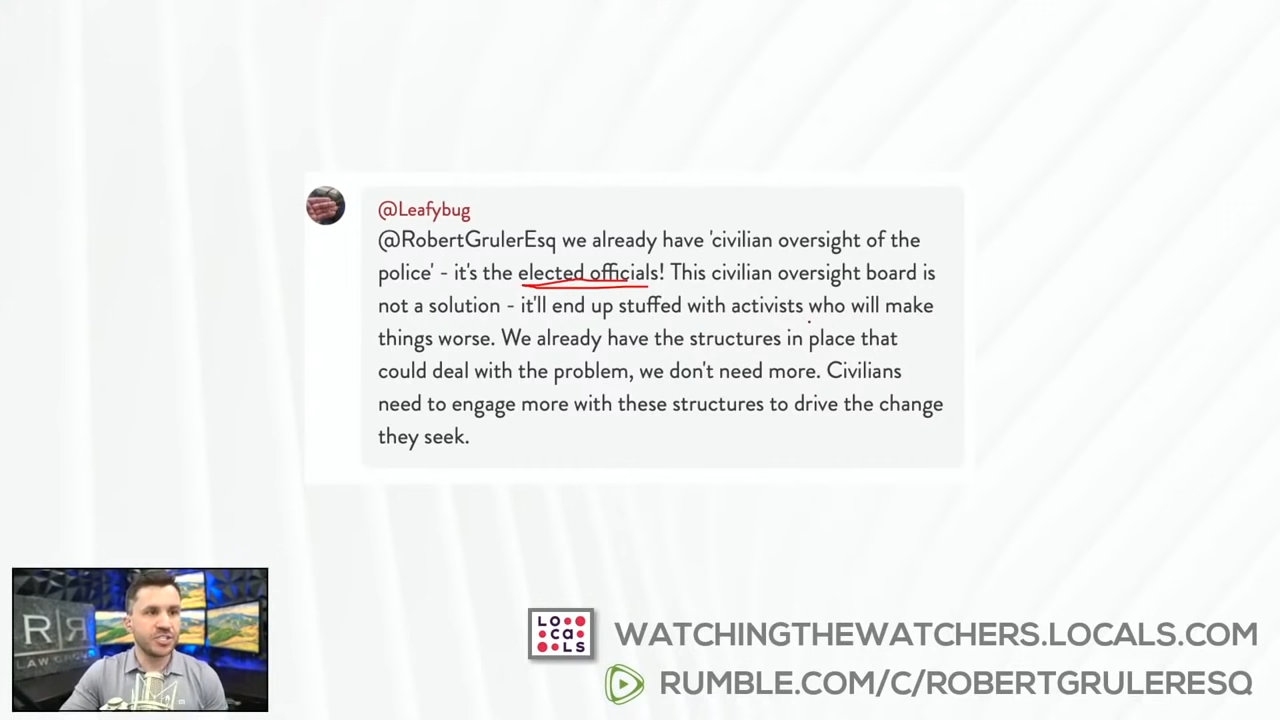 @Leafybug
@RobertGrulerEsq we already have 'civilian oversight of the
police' - it's the elected officials! This civilian oversight board is
not a solution - it'll end up stuffed with activists who will make
things worse. We already have the structures in place that
could deal with the problem, we don't need more. Civilians
need to engage more with these structures to drive the change
they seek.
R R
LAW GROUP
LOCALS
WATCHINGTHEWATCHERS.LOCALS.COM
RUMBLE.COM/C/ROBERTGRULERESQ